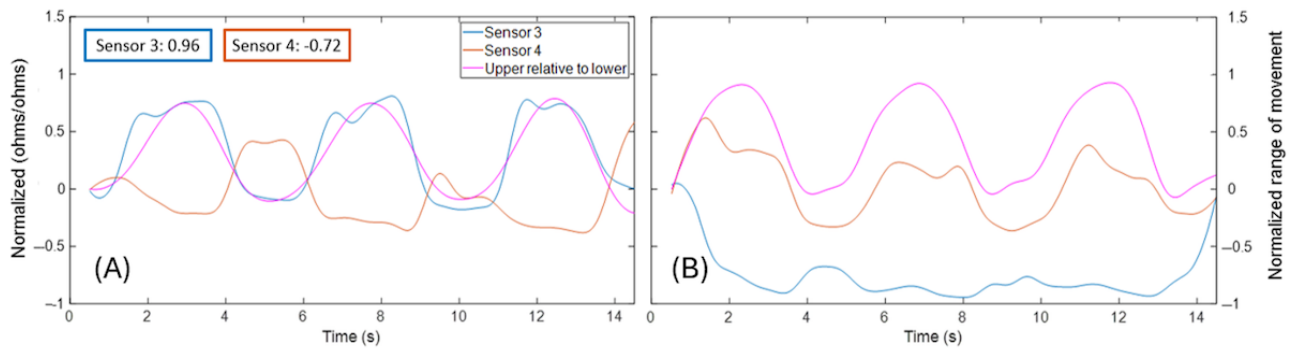 Sensor 3: 0.96
Sensor 4: -0.72
Sensor 3
Sensor 4
Upper relative to lower
Normalized (ohms/ohms)
1.5
1
0.5
0
–0.5
–1
(A)
0 2 4 6 8 10 12 14
Time (s)
(B)
2 4 6 8 10 12 14
Time (s)
1.5
1
0.5
0
–0.5
–1
Normalized range of movement